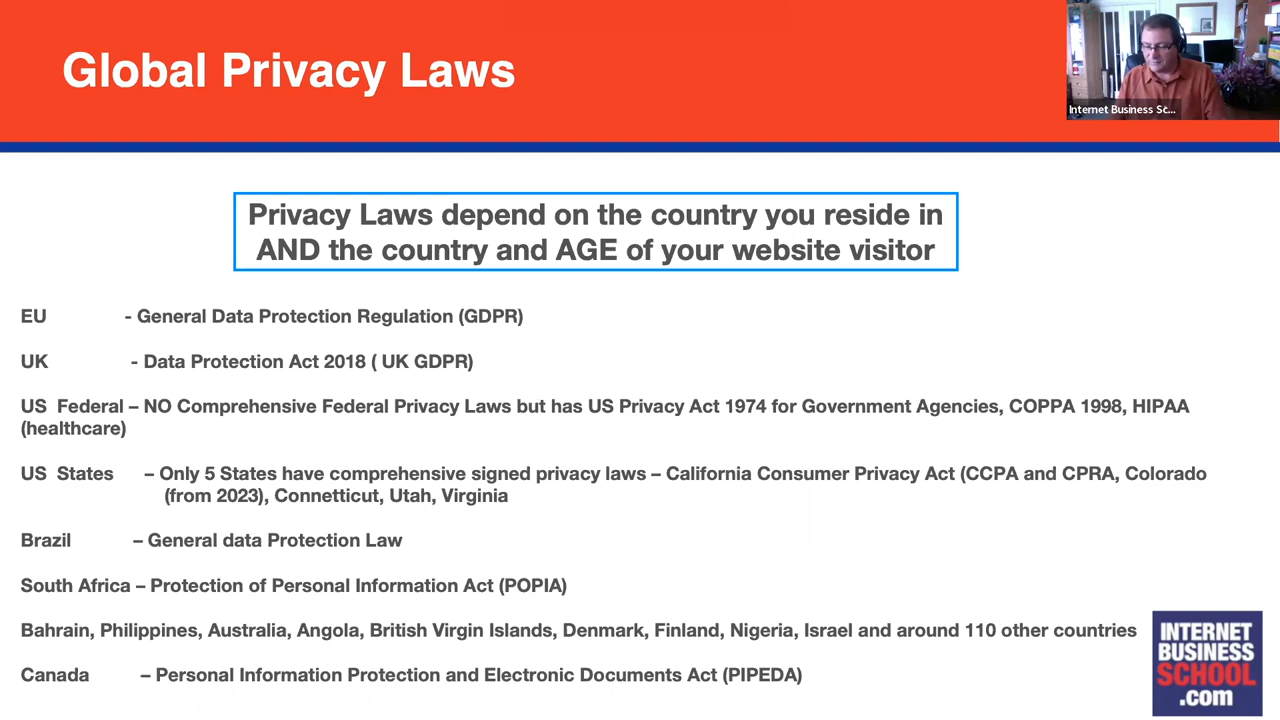 Global Privacy Laws
Internet Business Sc...
Privacy Laws depend on the country you reside in
AND the country and AGE of your website visitor
EU - General Data Protection Regulation (GDPR)
UK - Data Protection Act 2018 ( UK GDPR)
US Federal – NO Comprehensive Federal Privacy Laws but has US Privacy Act 1974 for Government Agencies, COPPA 1998, HIPAA
(healthcare)
US States – Only 5 States have comprehensive signed privacy laws – California Consumer Privacy Act (CCPA and CPRA, Colorado
(from 2023), Connetticut, Utah, Virginia
Brazil – General data Protection Law
South Africa – Protection of Personal Information Act (POPIA)
Bahrain, Philippines, Australia, Angola, British Virgin Islands, Denmark, Finland, Nigeria, Israel and around 110 other countries
Canada – Personal Information Protection and Electronic Documents Act (PIPEDA)
INTERNET
BUSINESS
SCHOOL
.com